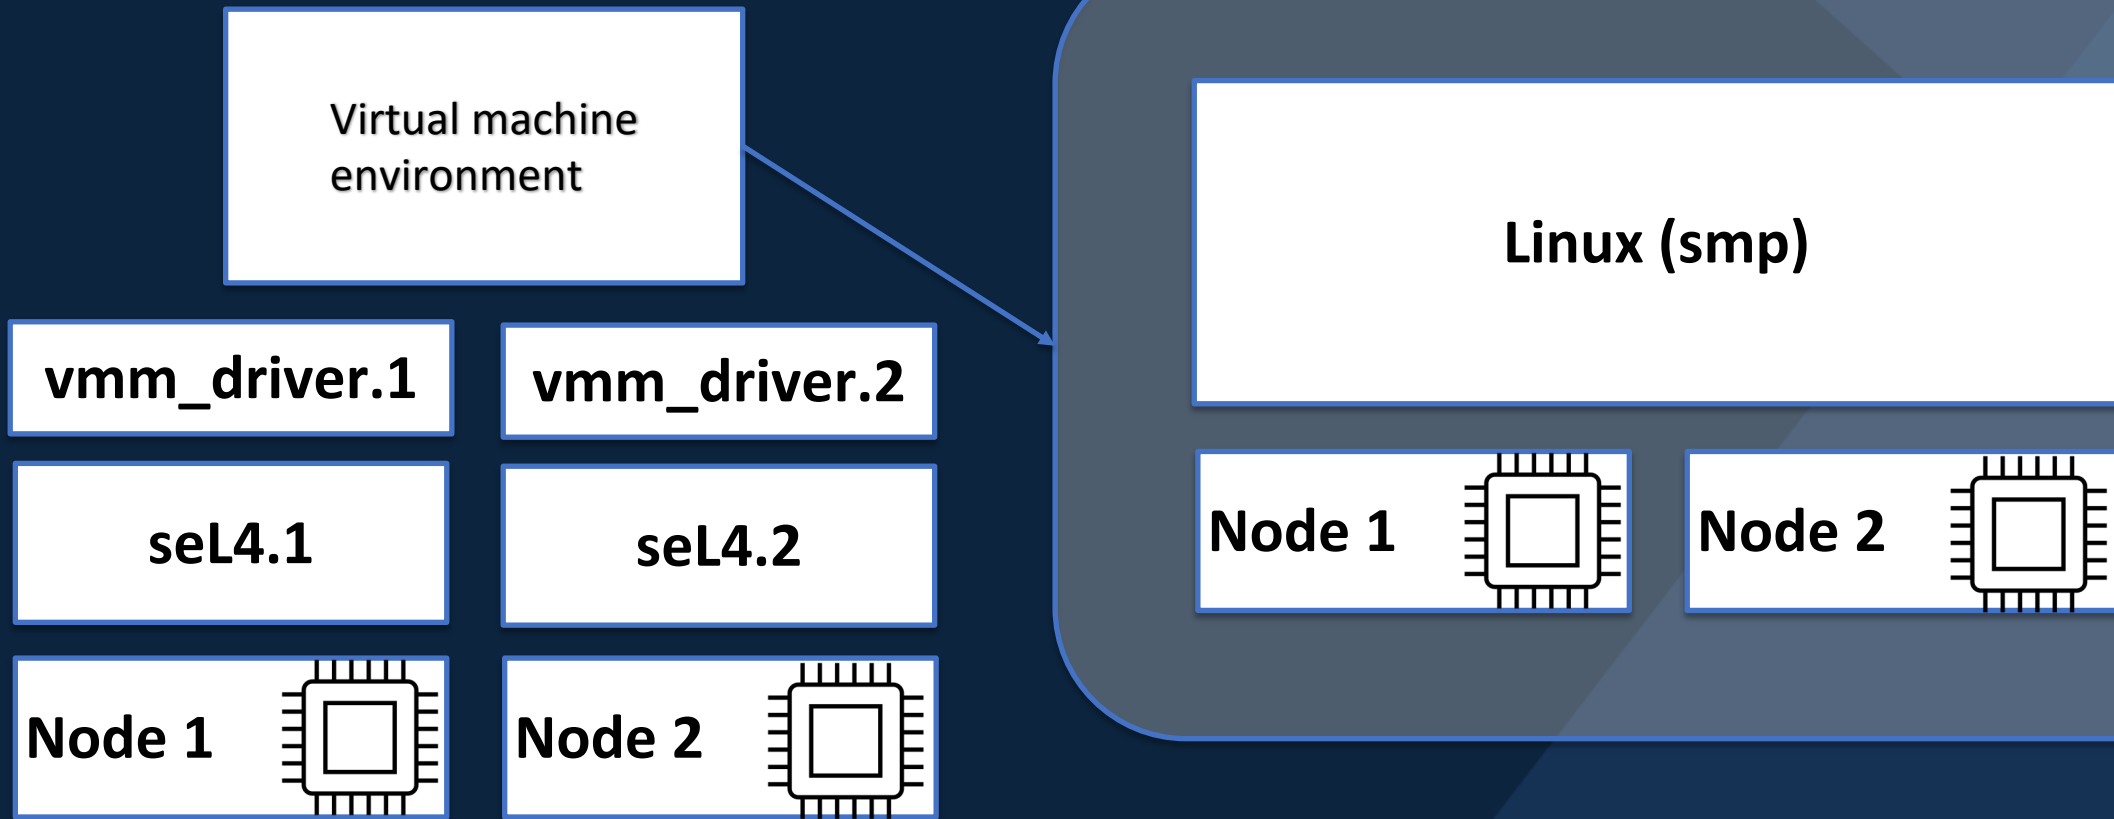 Virtual machine
environment
vmm_driver.1
vmm_driver.2
seL4.1
seL4.2
Node 1
Node 2
Linux (smp)
Node 1
Node 2